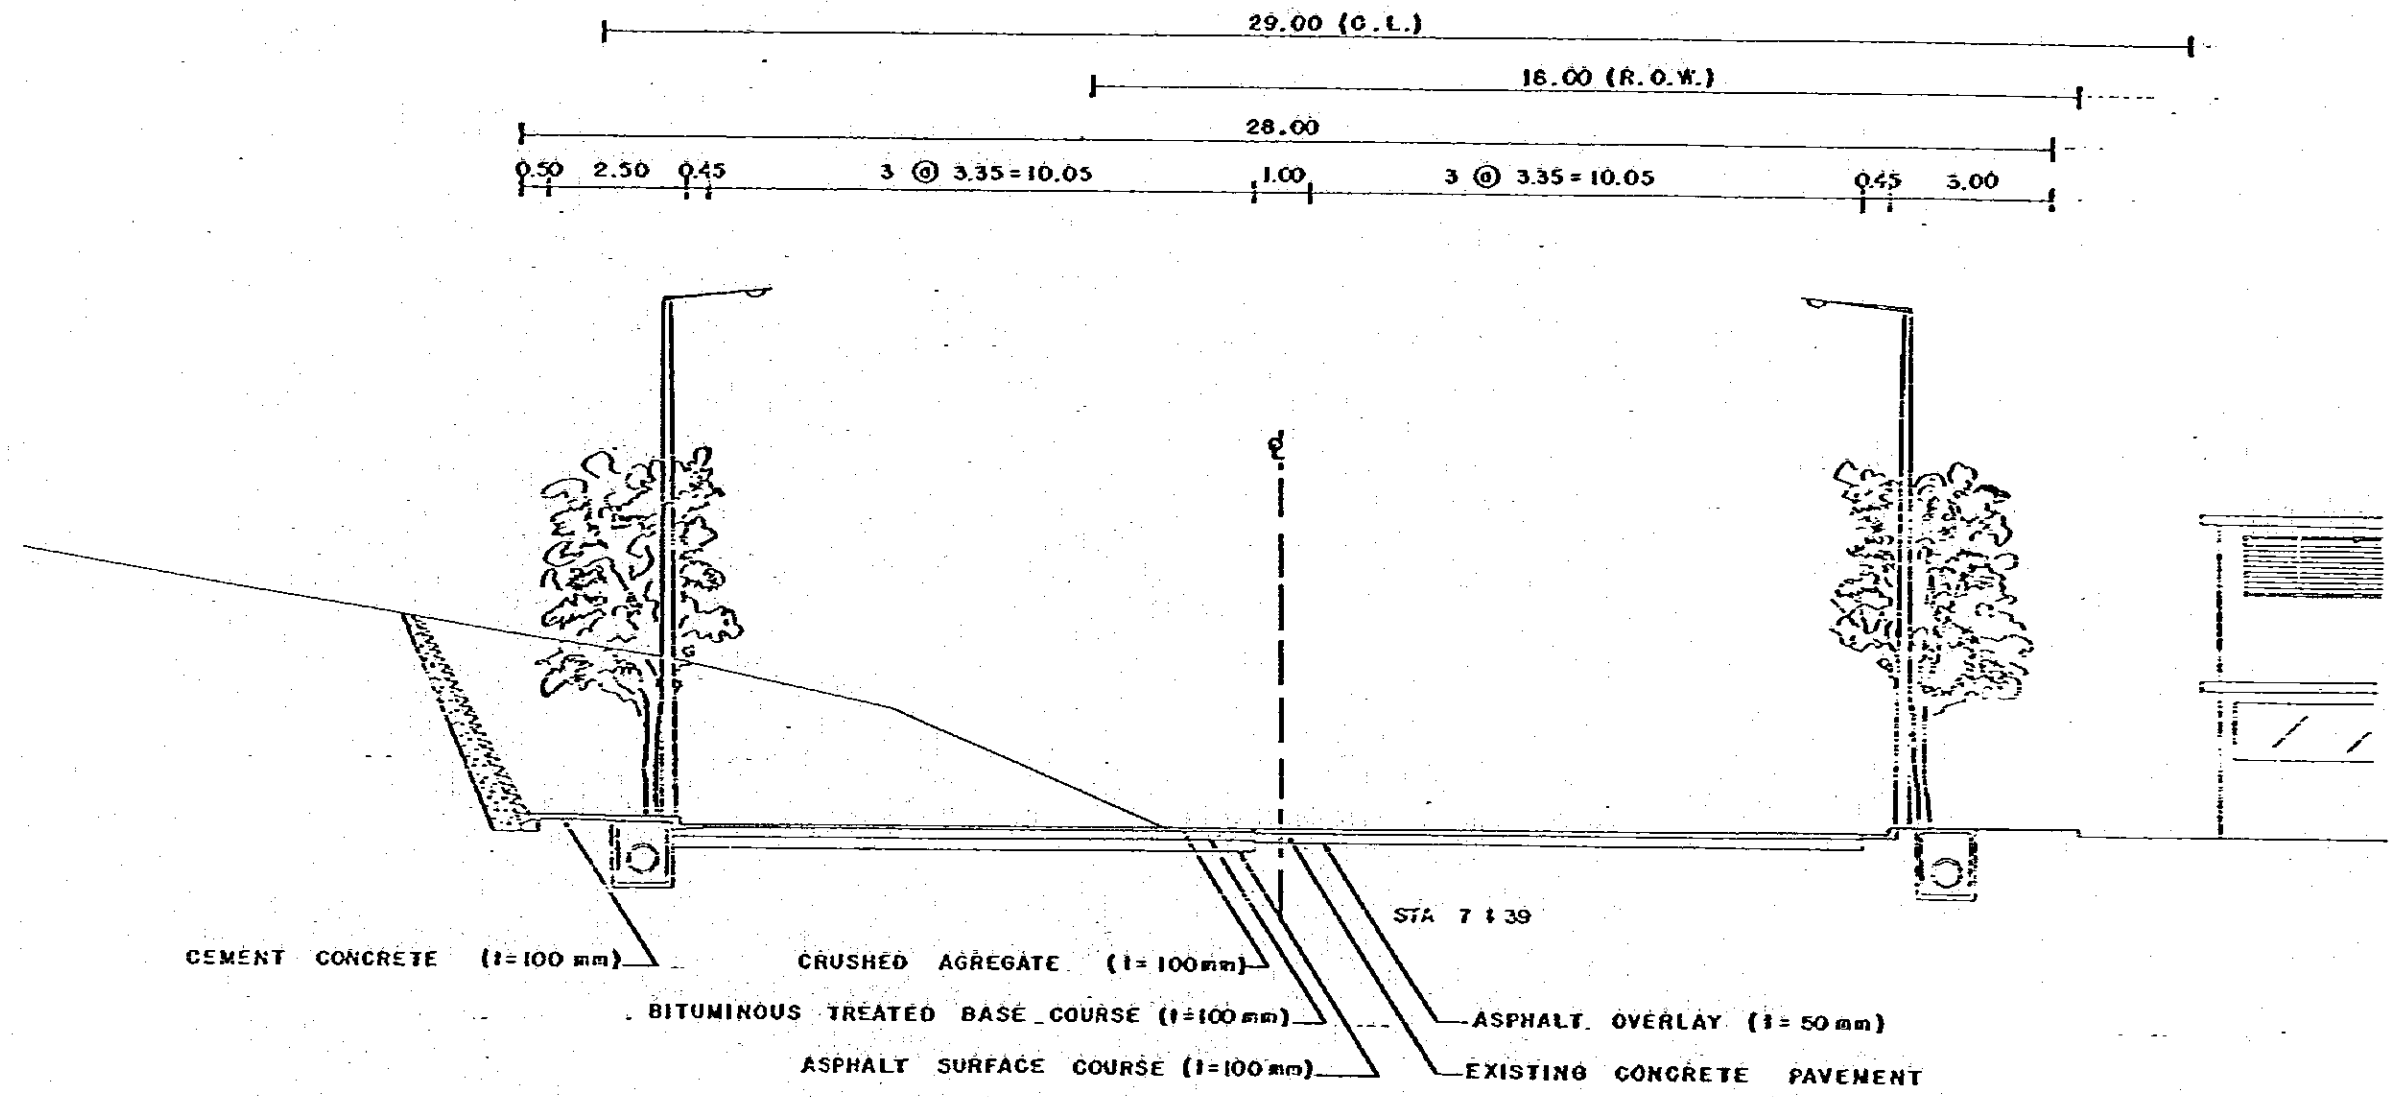 29.00 (C.L.)
18.00 (R.O.W.)
28.00
0.50 2.50 0.45 3 @ 3.35 = 10.05 1.00 3 @ 3.35 = 10.05 0.45 3.00
STA 7 + 39
CEMENT CONCRETE (t=100 mm)
CRUSHED AGREGATE (t=100mm)
BITUMINOUS TREATED BASE COURSE (t=100mm)
ASPHALT OVERLAY (t=50mm)
ASPHALT SURFACE COURSE (t=100mm)
EXISTING CONCRETE PAVEMENT